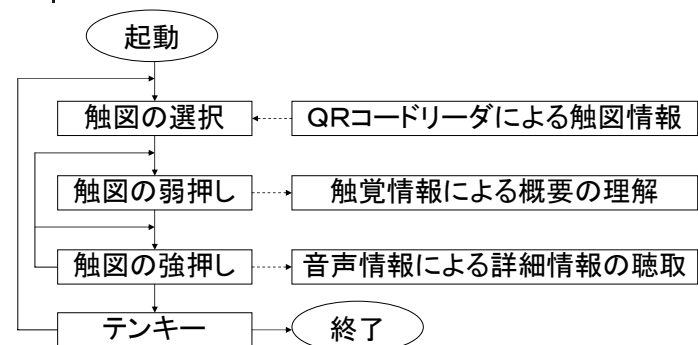 起動
触図の選択
QRコードリーダによる触図情報
触図の弱押し
触覚情報による概要の理解
触図の強押し
音声情報による詳細情報の聴取
テンキー
終了